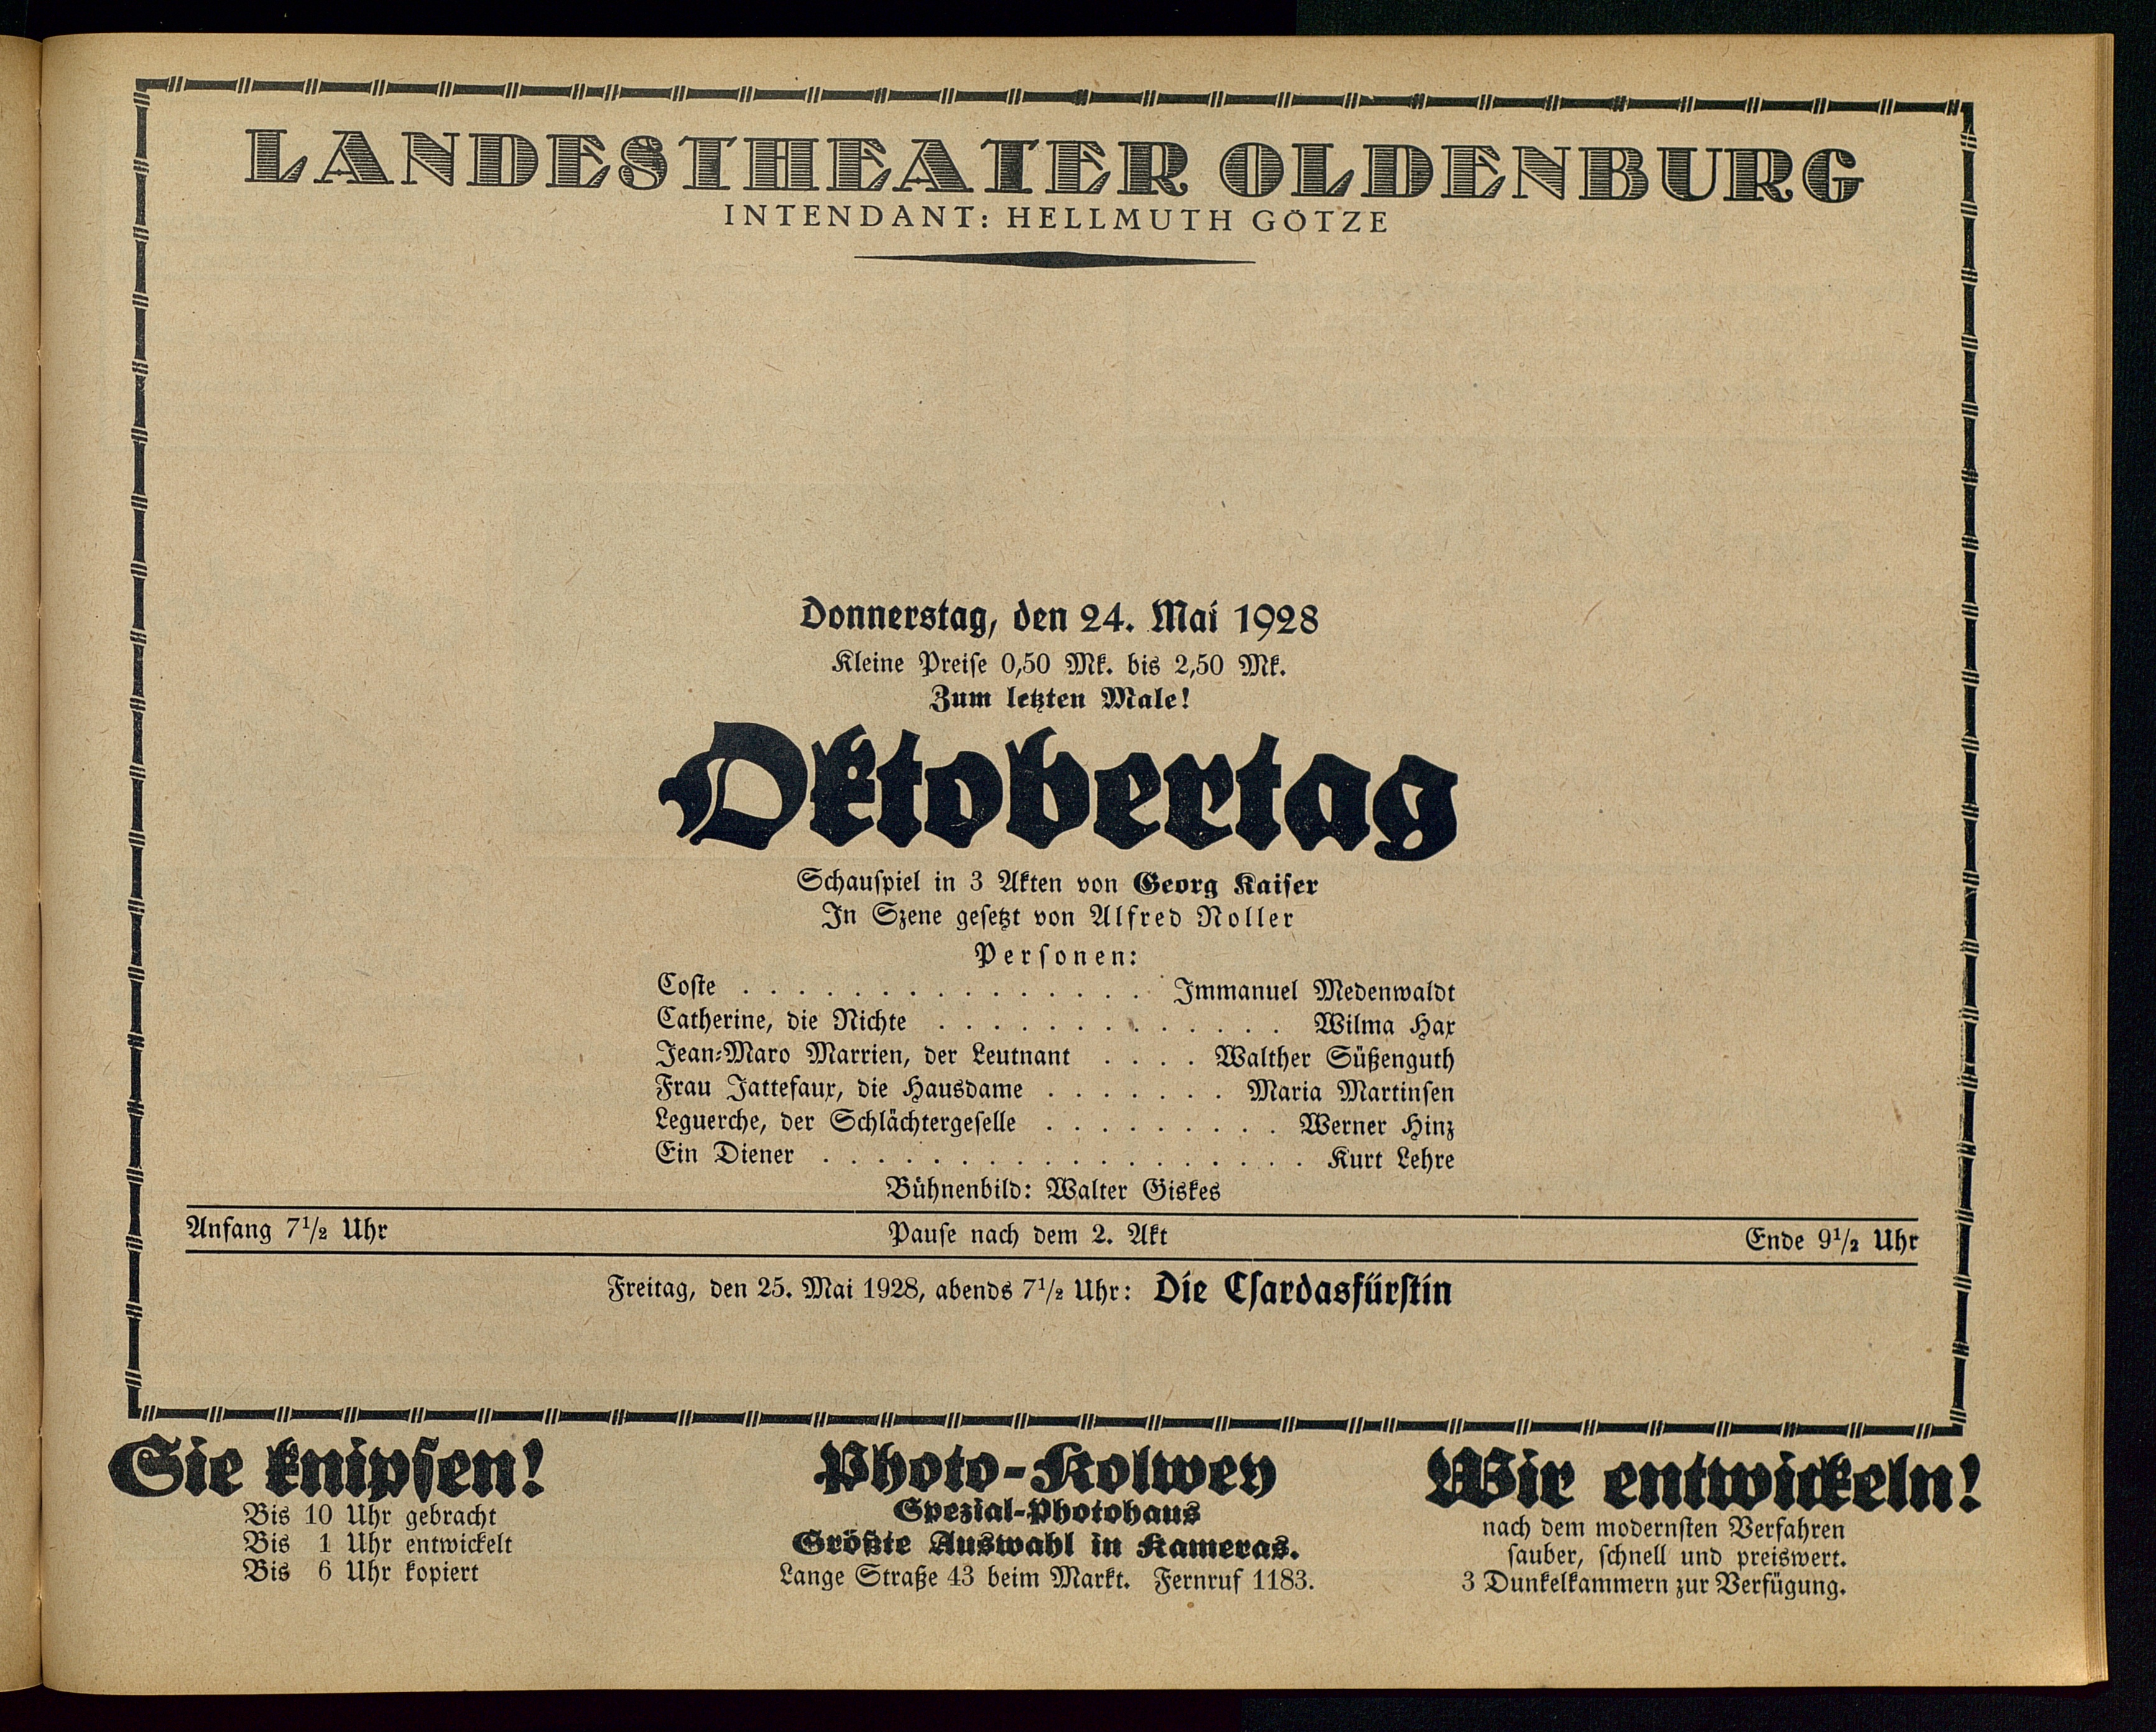 LANDESTHEATER OLDENBURG
INTENDANT: HELLMUTH GÖTZE
Donnerstag, den 24. Mai 1928
Kleine Preise 0,50 Mk. bis 2,50 Mk.
Zum letzten Male!
Oktobertag
Schauspiel in 3 Akten von Georg Kaiser
In Szene gesetzt von Alfred Noller
Personen:
Coste . . . . . . . . . . . . . . . Immanuel Medenwaldt
Catherine, die Nichte . . . . . . . . . . . . . Wilma Hax
Jean-Maro Marrien, der Leutnant . . . . Walther Süßenguth
Frau Jattefaux, die Hausdame . . . . . . . Maria Martinsen
Leguerche, der Schlächtergeselle . . . . . . . . . Werner Hinz
Ein Diener . . . . . . . . . . . . . . . . . . Kurt Lehre
Bühnenbild: Walter Giskes
Anfang 7½ Uhr Pause nach dem 2. Akt Ende 9½ Uhr
Freitag, den 25. Mai 1928, abends 7½ Uhr: Die Csardasfürstin
Sie knipsen!
Bis 10 Uhr gebracht
Bis 1 Uhr entwickelt
Bis 6 Uhr kopiert
Photo-Kolwey
Spezial-Photohaus
Größte Auswahl in Kameras.
Lange Straße 43 beim Markt. Fernruf 1183.
Wir entwickeln!
nach dem modernsten Verfahren
sauber, schnell und preiswert.
3 Dunkelkammern zur Verfügung.